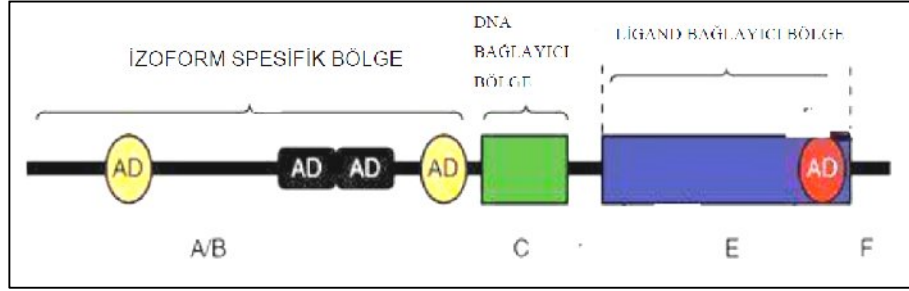 DNA
BAĞLAYICI
BÖLGE
İZOFORM SPESİFİK BÖLGE
LİGAND BAĞLAYICI BÖLGE
AD AD AD AD AD
A/B C E F